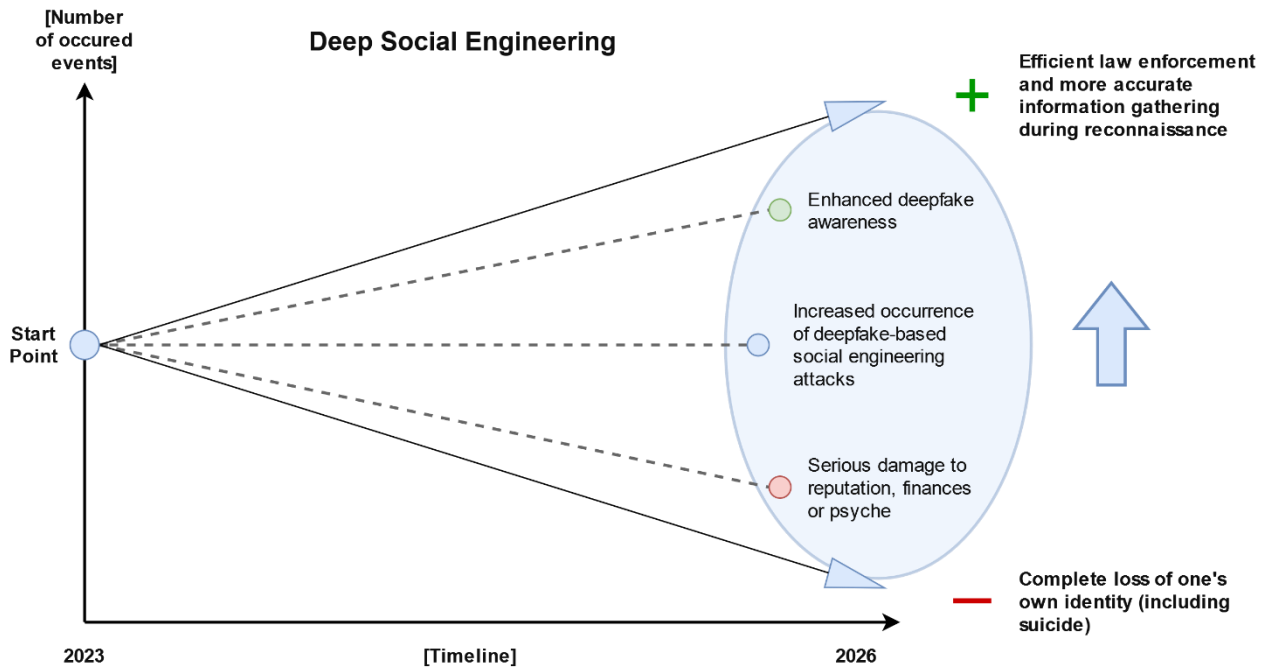 [Number
of occured
events]
Deep Social Engineering
Efficient law enforcement
and more accurate
information gathering
during reconnaissance
Enhanced deepfake
awareness
Start
Point
Increased occurrence
of deepfake-based
social engineering
attacks
Serious damage to
reputation, finances
or psyche
Complete loss of one's
own identity (including
suicide)
2023
[Timeline]
2026